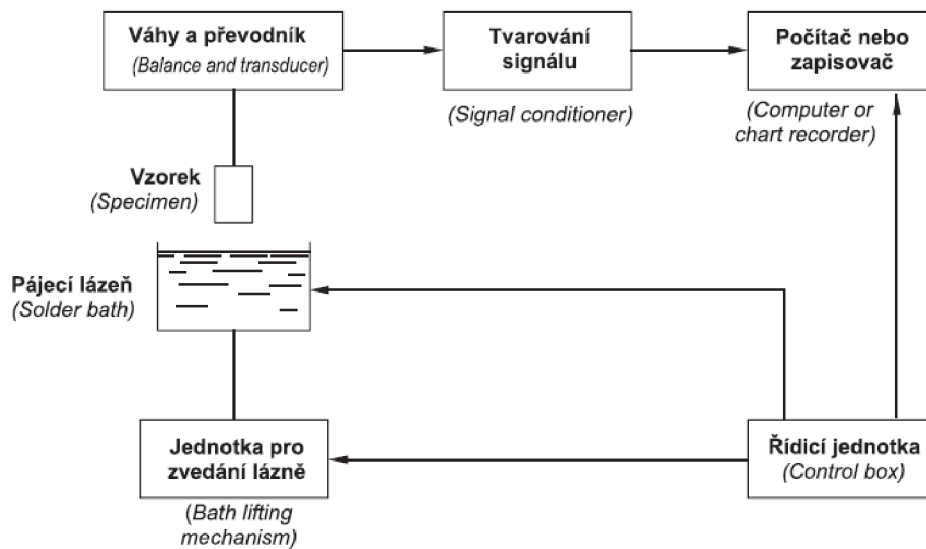 Váhy a převodník
(Balance and transducer)
Tvarování
signálu
(Signal conditioner)
Počítač nebo
zapisovač
(Computer or
chart recorder)
Vzorek
(Specimen)
Pájecí lázeň
(Solder bath)
Jednotka pro
zvedání lázně
(Bath lifting
mechanism)
Řídicí jednotka
(Control box)